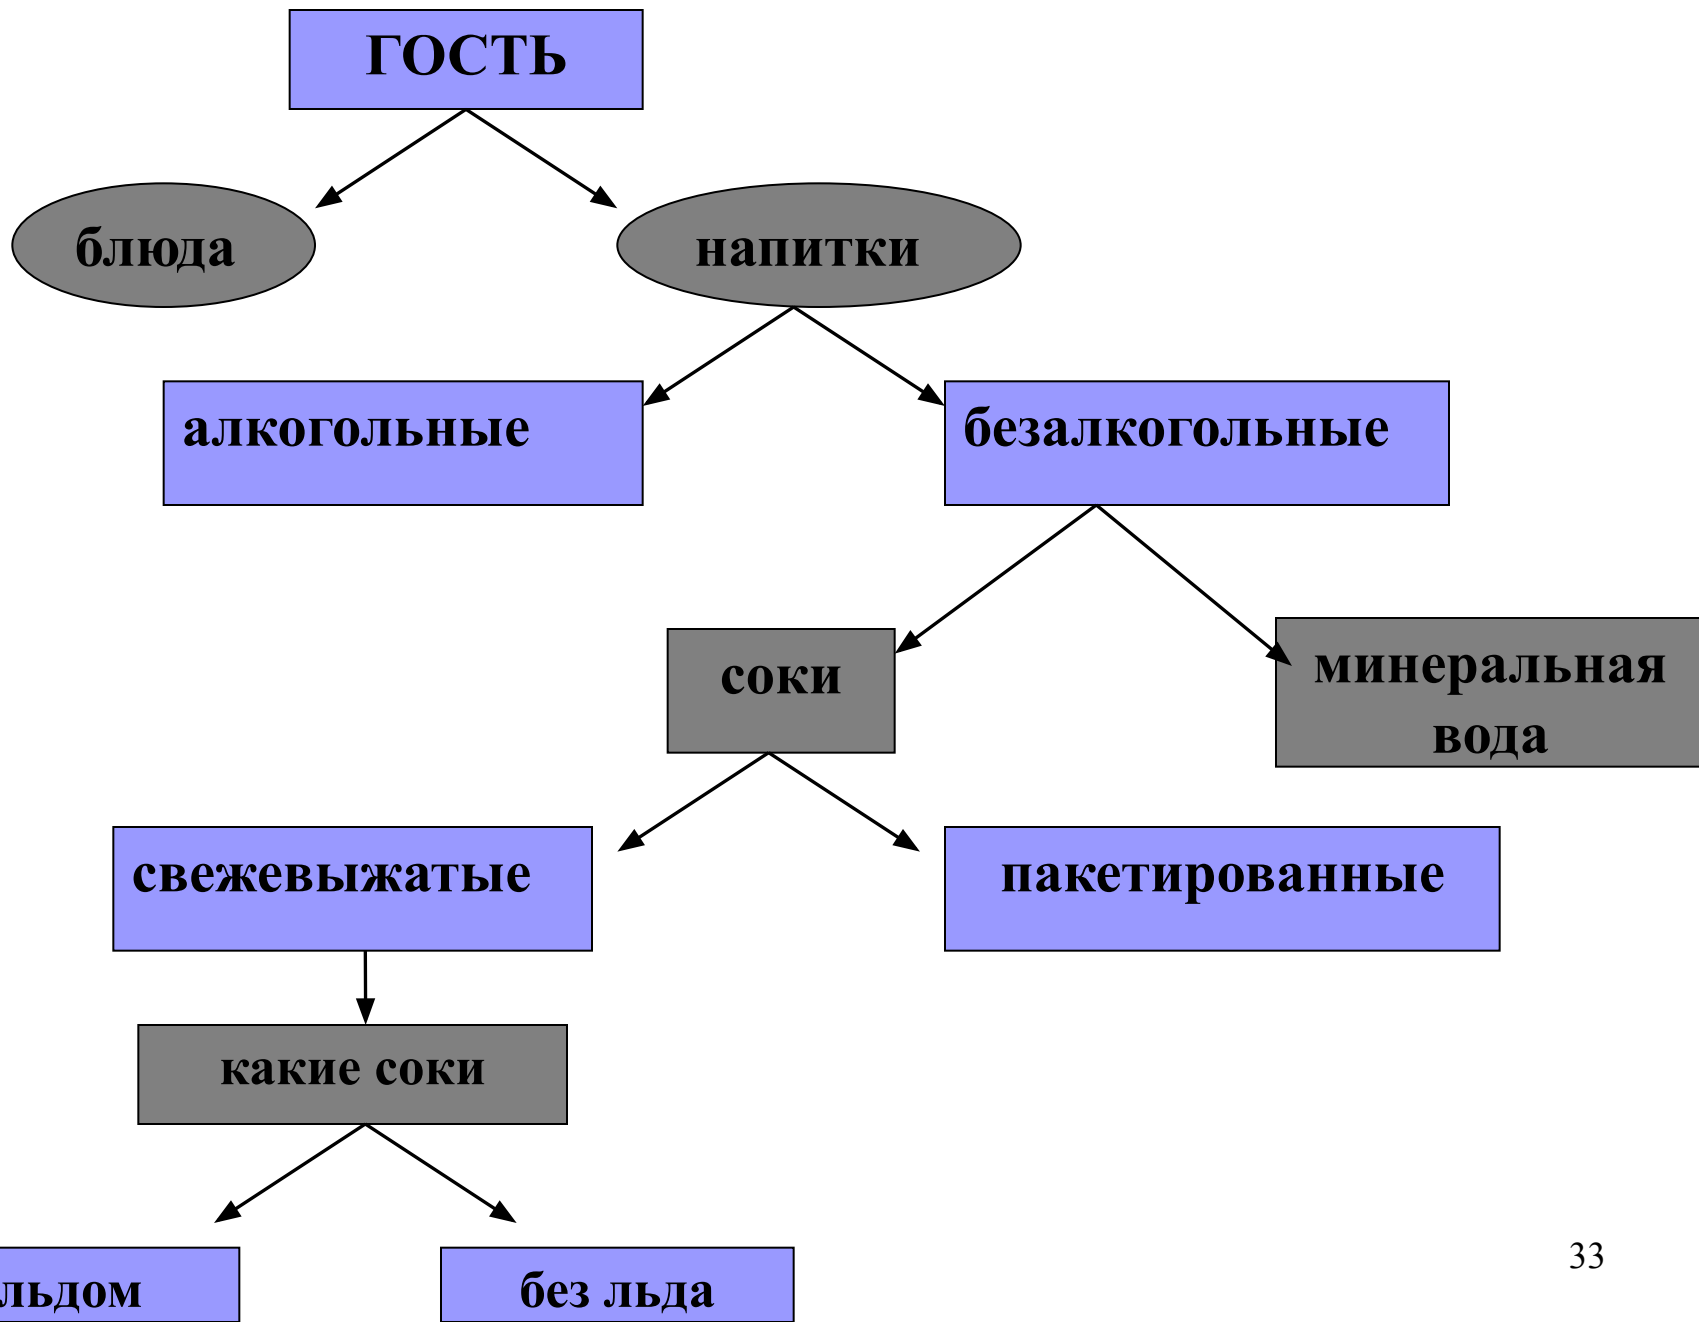 ГОСТЬ
блюда
напитки
алкогольные
безалкогольные
соки
минеральная
вода
свежевыжатые
пакетированные
какие соки
льдом
без льда
33